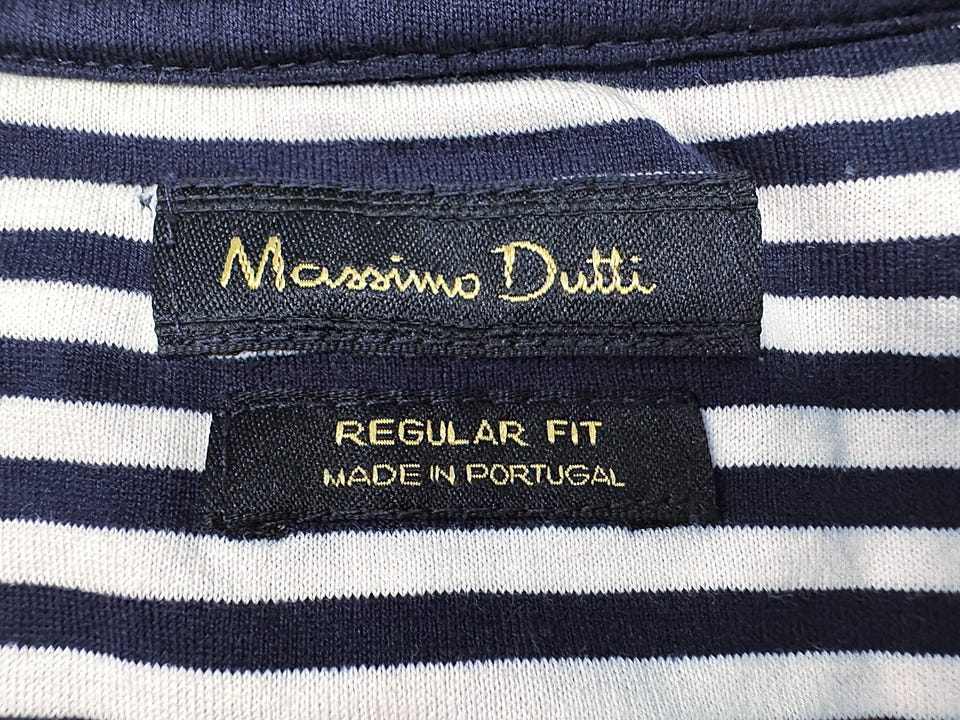 Massimo Dutti
REGULAR FIT
MADE IN PORTUGAL